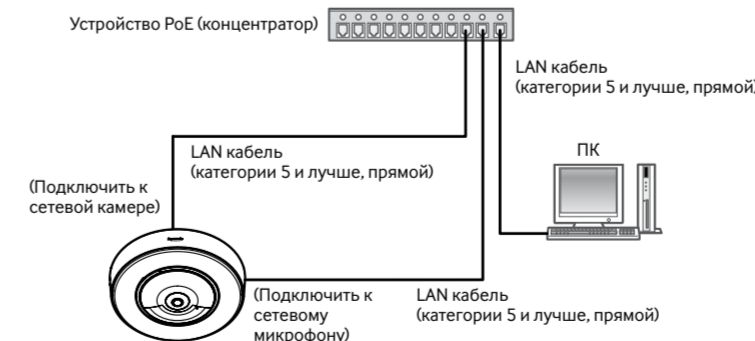 Устройство PoE (концентратор)
LAN кабель
(категории 5 и лучше, прямой)
LAN кабель
(категории 5 и лучше, прямой)
ПК
(Подключить к
сетевой камере)
(Подключить к
сетевому
микрофону)
LAN кабель
(категории 5 и лучше, прямой)